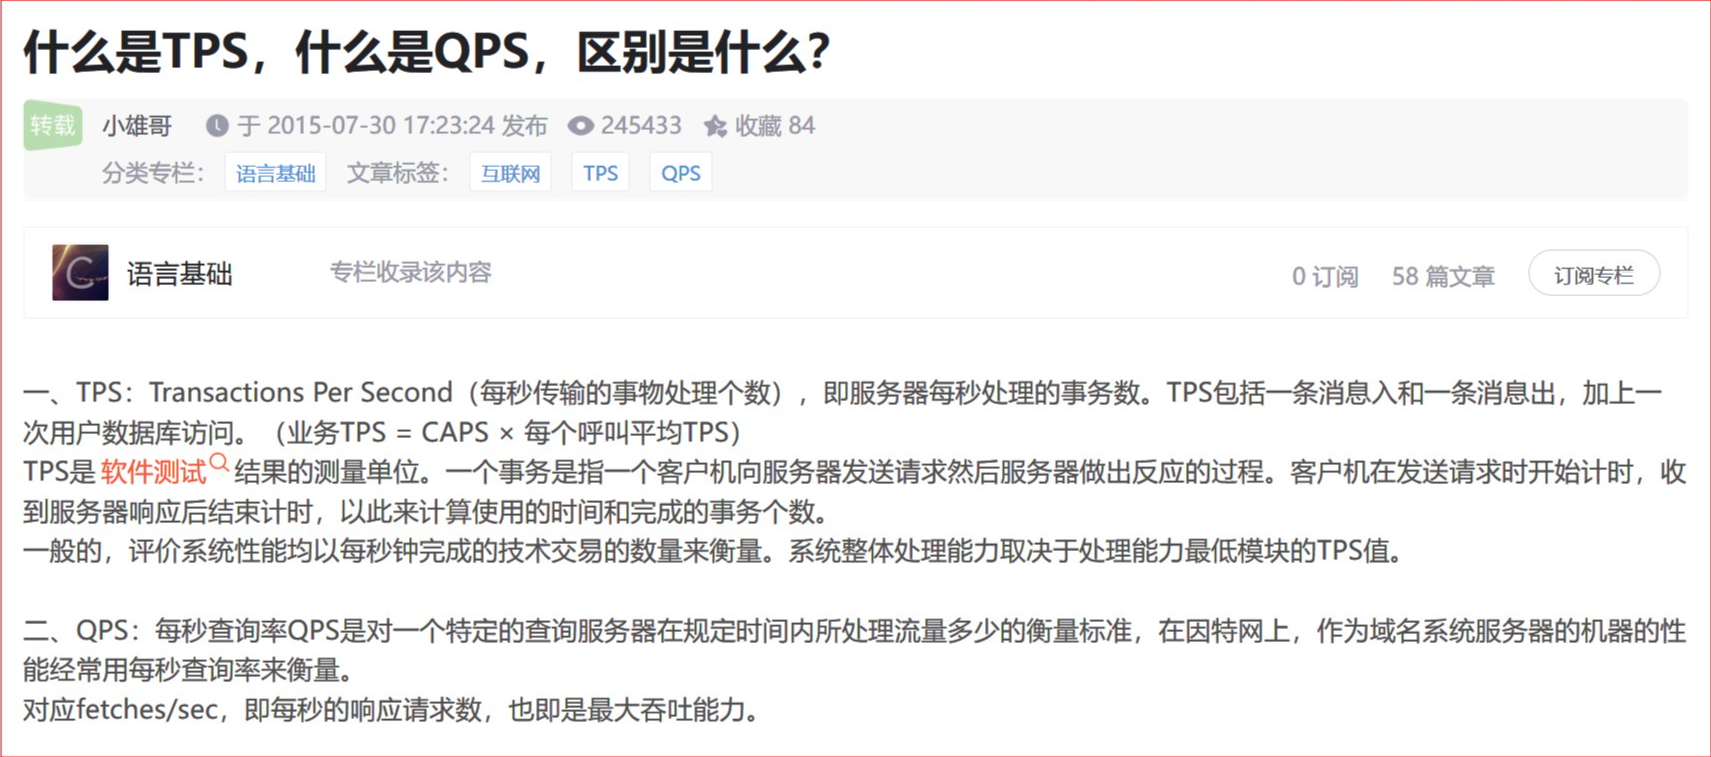 什么是TPS，什么是QPS，区别是什么？
转载 小雄哥 于 2015-07-30 17:23:24 发布 245433 收藏 84
分类专栏： 语言基础 文章标签： 互联网 TPS QPS
C 语言基础 专栏收录该内容 0 订阅 58 篇文章 订阅专栏
一、TPS：Transactions Per Second（每秒传输的事物处理个数），即服务器每秒处理的事务数。TPS包括一条消息入和一条消息出，加上一
次用户数据库访问。（业务TPS = CAPS × 每个呼叫平均TPS）
TPS是 软件测试 结果的测量单位。一个事务是指一个客户机向服务器发送请求然后服务器做出反应的过程。客户机在发送请求时开始计时，收
到服务器响应后结束计时，以此来计算使用的时间和完成的事务个数。
一般的，评价系统性能均以每秒钟完成的技术交易的数量来衡量。系统整体处理能力取决于处理能力最低模块的TPS值。
二、QPS：每秒查询率QPS是对一个特定的查询服务器在规定时间内所处理流量多少的衡量标准，在因特网上，作为域名系统服务器的机器的性
能经常用每秒查询率来衡量。
对应fetches/sec，即每秒的响应请求数，也即是最大吞吐能力。